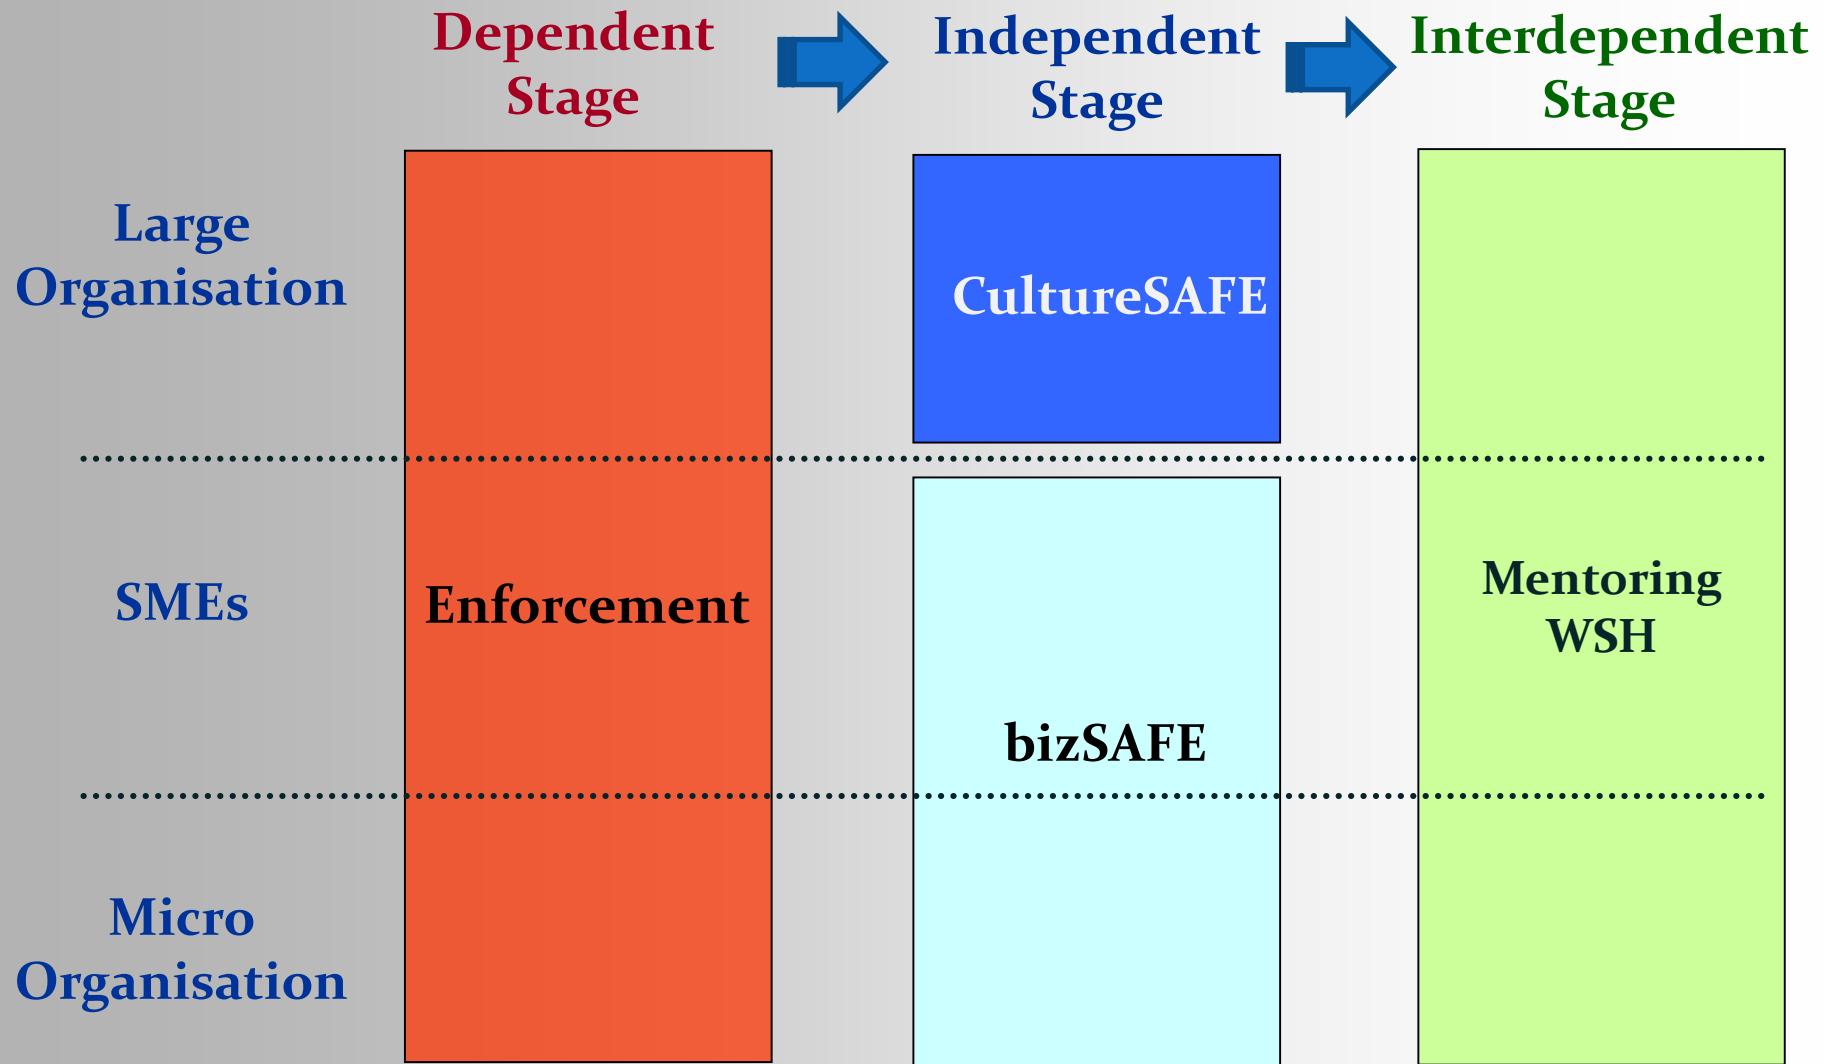 Dependent
Stage
Independent
Stage
Interdependent
Stage
Large
Organisation
CultureSAFE
SMEs
Enforcement
Mentoring
WSH
bizSAFE
Micro
Organisation